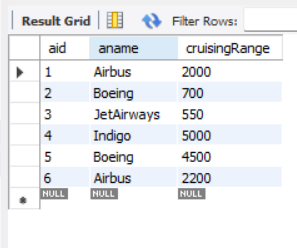 Result Grid Filter Rows:
aid aname cruisingRange
1 Airbus 2000
2 Boeing 700
3 JetAirways 550
4 Indigo 5000
5 Boeing 4500
6 Airbus 2200
NULL NULL NULL